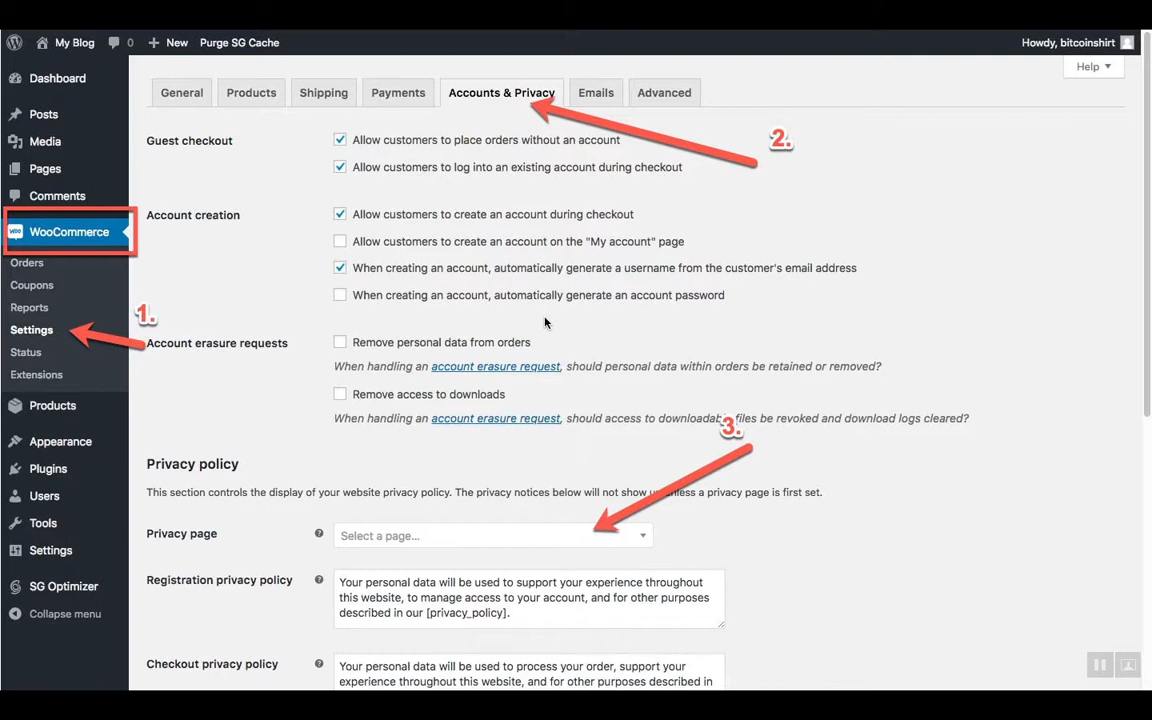 My Blog 0 New Purge SG Cache Howdy, bitcoinshirt
Help
Dashboard
Posts
Media
Pages
Comments
WooCommerce
Orders
Coupons
Reports
Settings
Status
Extensions
Products
Appearance
Plugins
Users
Tools
Settings
SG Optimizer
Collapse menu
1.
General Products Shipping Payments Accounts & Privacy Emails Advanced
2.
Guest checkout
Allow customers to place orders without an account
Allow customers to log into an existing account during checkout
Account creation
Allow customers to create an account during checkout
Allow customers to create an account on the "My account" page
When creating an account, automatically generate a username from the customer's email address
When creating an account, automatically generate an account password
Account erasure requests
Remove personal data from orders
When handling an account erasure request, should personal data within orders be retained or removed?
Remove access to downloads
When handling an account erasure request, should access to downloadable files be revoked and download logs cleared?
3.
Privacy policy
This section controls the display of your website privacy policy. The privacy notices below will not show up unless a privacy page is first set.
Privacy page
Select a page...
Registration privacy policy
Your personal data will be used to support your experience throughout
this website, to manage access to your account, and for other purposes
described in our [privacy_policy].
Checkout privacy policy
Your personal data will be used to process your order, support your
experience throughout this website, and for other purposes described in